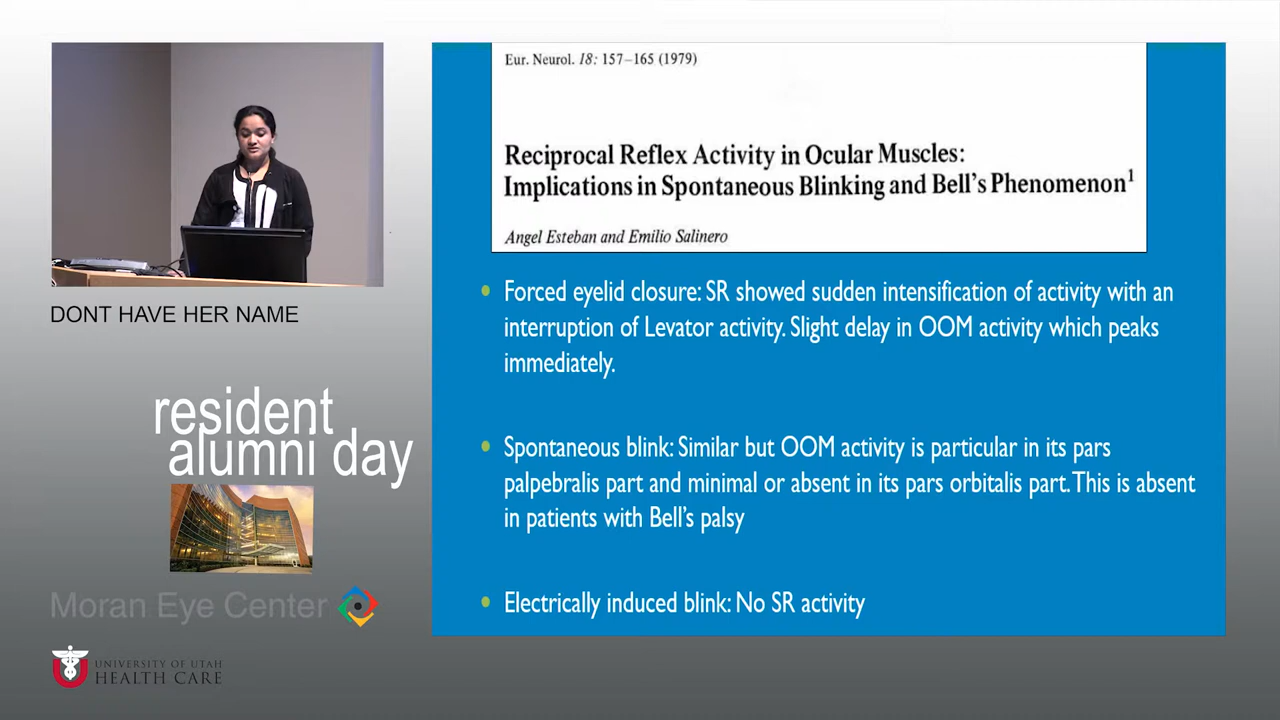 Eur. Neurol. 18: 157–165 (1979)
Reciprocal Reflex Activity in Ocular Muscles:
Implications in Spontaneous Blinking and Bell's Phenomenon¹
Angel Esteban and Emilio Salinero
• Forced eyelid closure: SR showed sudden intensification of activity with an
interruption of Levator activity. Slight delay in OOM activity which peaks
immediately.
• Spontaneous blink: Similar but OOM activity is particular in its pars
palpebralis part and minimal or absent in its pars orbitalis part. This is absent
in patients with Bell's palsy
• Electrically induced blink: No SR activity
DONT HAVE HER NAME
resident
alumni day
Moran Eye Center
UNIVERSITY OF UTAH
HEALTH CARE